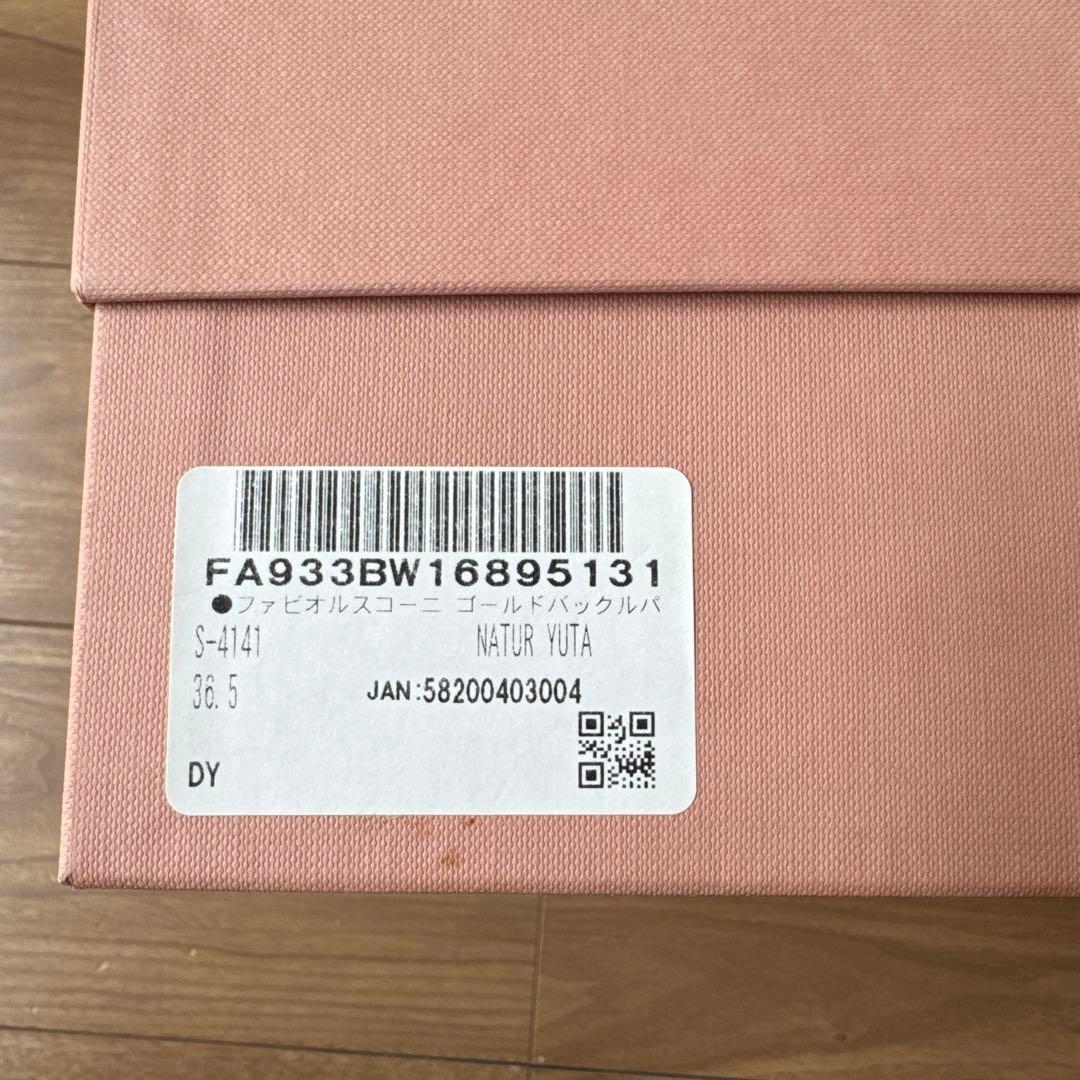 FA933BW16895131
●ファビオルスコーニ ゴールドバックルパ
S-4141 NATUR YUTA
36.5 JAN:58200403004
DY